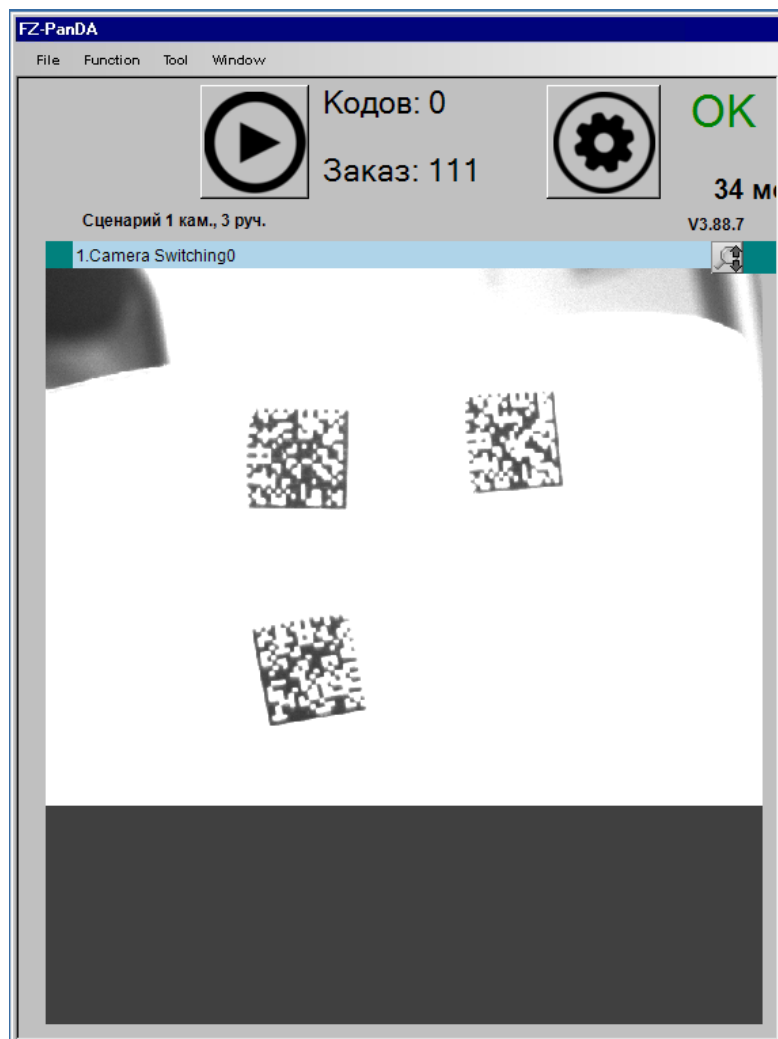 FZ-PanDA
File Function Tool Window
Кодов: 0
OK
Заказ: 111
34
Сценарий 1 кам., 3 руч.
V3.88.7
1.Camera Switching0